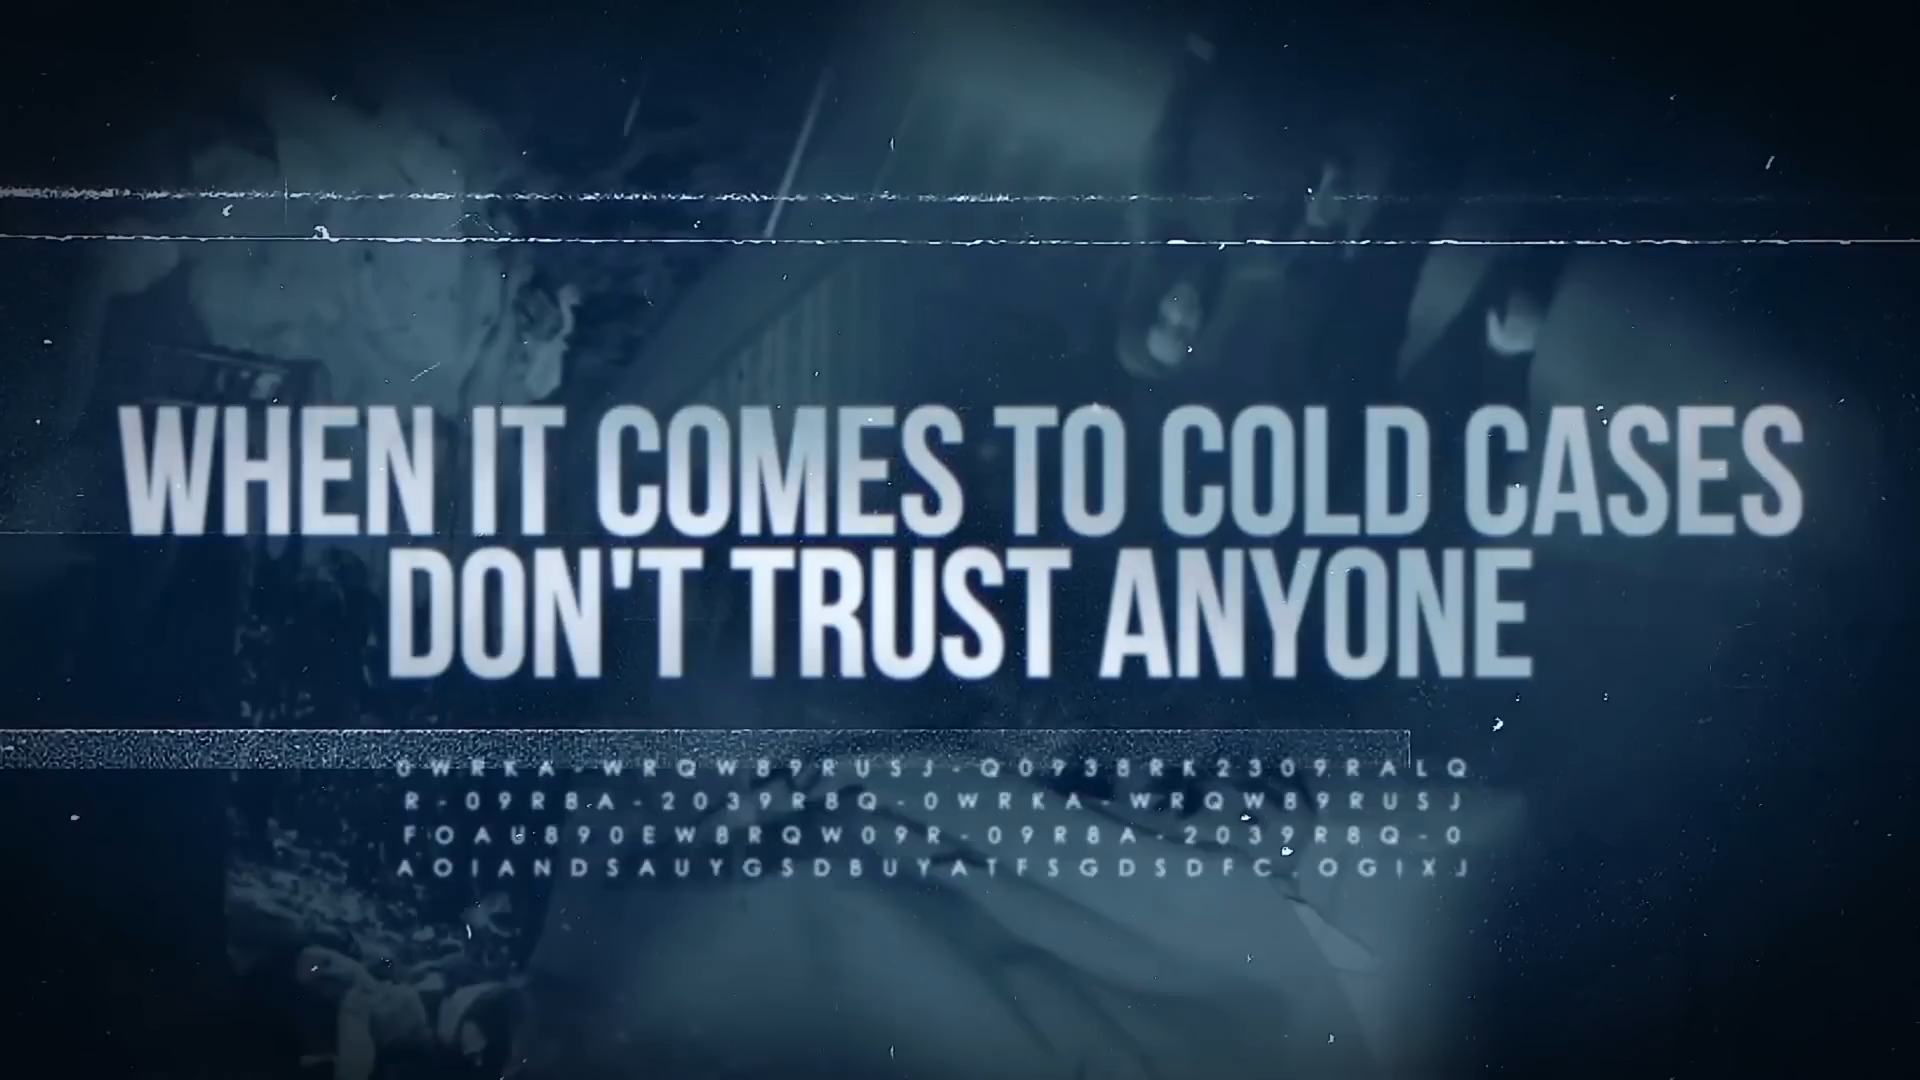 WHEN IT COMES TO COLD CASES
DON'T TRUST ANYONE
0WRKA-WRQW89RUSJ-Q0938RK2309RALQ
R-09R8A-2039R8Q-0WRKA-WRQW89RUSJ
FOAU890EW8RQW09R-09R8A-2039R8Q-0
AOIANDSAUYGSDBUYATFSGDSDFC.OGIXJ